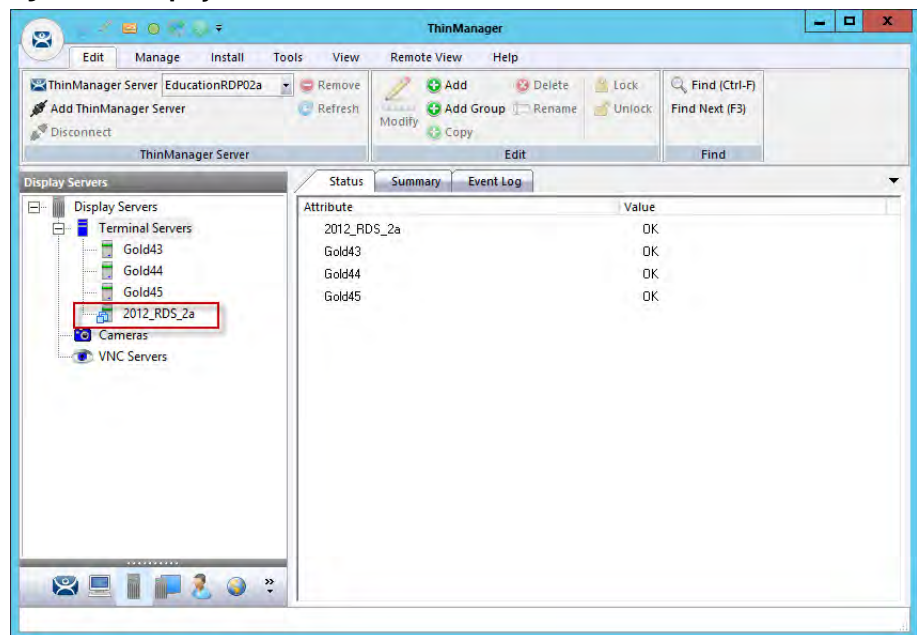 ThinManager
Edit Manage Install Tools View Remote View Help
ThinManager Server EducationRDP02a
Add ThinManager Server
Disconnect
ThinManager Server
Remove
Refresh
Modify
Add
Add Group
Copy
Delete
Rename
Edit
Lock
Unlock
Find (Ctrl-F)
Find Next (F3)
Find
Display Servers
Display Servers
Terminal Servers
Gold43
Gold44
Gold45
2012_RDS_2a
Cameras
VNC Servers
Status Summary Event Log
Attribute Value
2012_RDS_2a OK
Gold43 OK
Gold44 OK
Gold45 OK